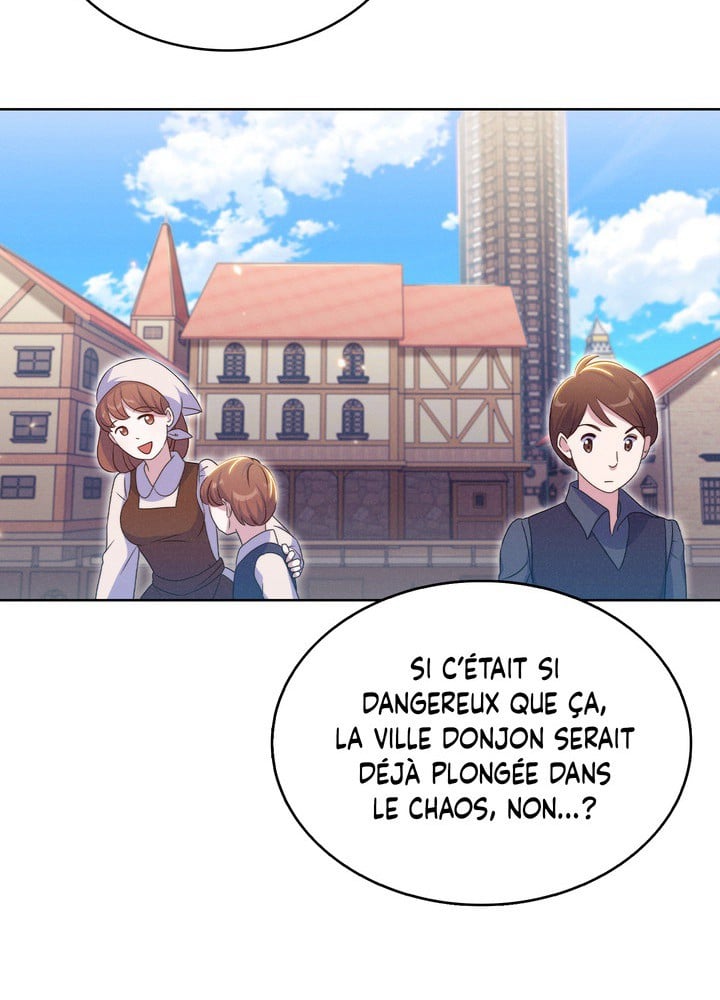 SI C'ÉTAIT SI
DANGEREUX QUE ÇA,
LA VILLE DONJON SERAIT
DÉJÀ PLONGÉE DANS
LE CHAOS, NON...?